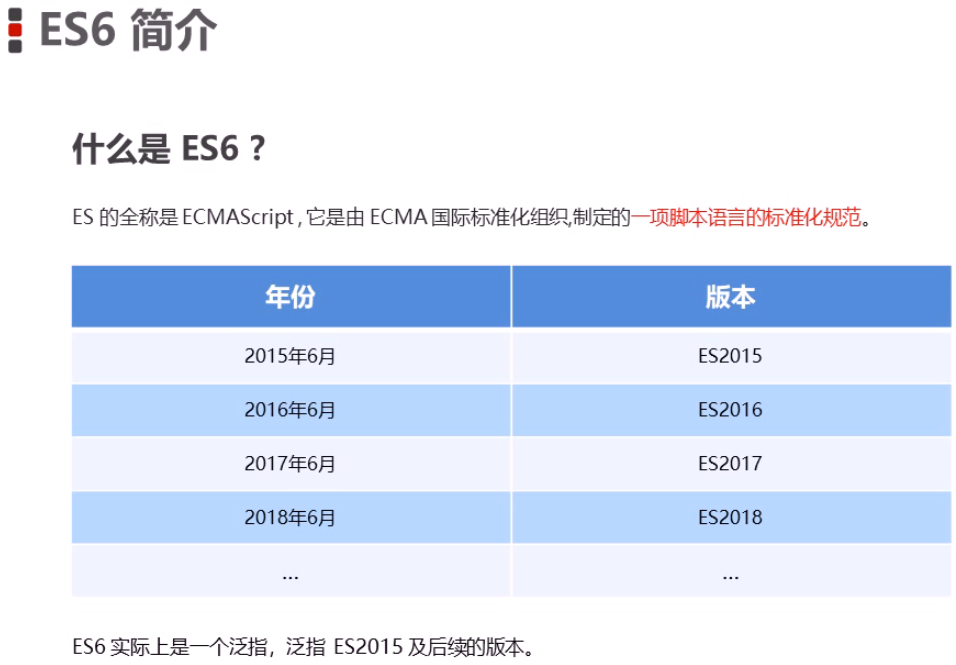 ES6 简介
什么是 ES6 ?
ES 的全称是 ECMAScript , 它是由 ECMA 国际标准化组织,制定的一项脚本语言的标准化规范。
年份 版本
2015年6月 ES2015
2016年6月 ES2016
2017年6月 ES2017
2018年6月 ES2018
... ...
ES6 实际上是一个泛指，泛指 ES2015 及后续的版本。